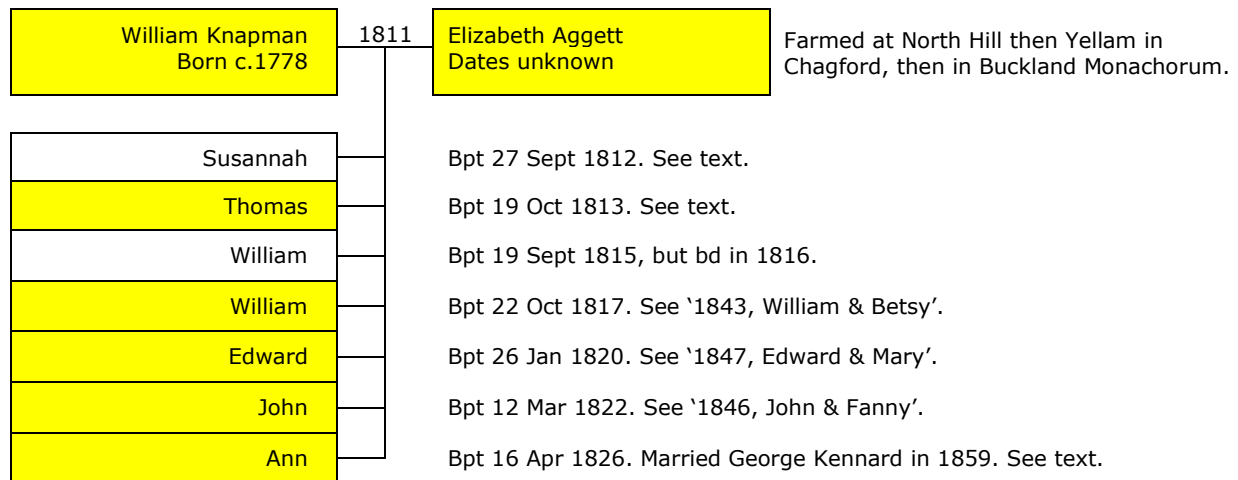 William Knapman
Born c.1778
1811
Elizabeth Aggett
Dates unknown
Farmed at North Hill then Yellam in
Chagford, then in Buckland Monachorum.
Susannah
Bpt 27 Sept 1812. See text.
Thomas
Bpt 19 Oct 1813. See text.
William
Bpt 19 Sept 1815, but bd in 1816.
William
Bpt 22 Oct 1817. See ‘1843, William & Betsy’.
Edward
Bpt 26 Jan 1820. See ‘1847, Edward & Mary’.
John
Bpt 12 Mar 1822. See ‘1846, John & Fanny’.
Ann
Bpt 16 Apr 1826. Married George Kennard in 1859. See text.